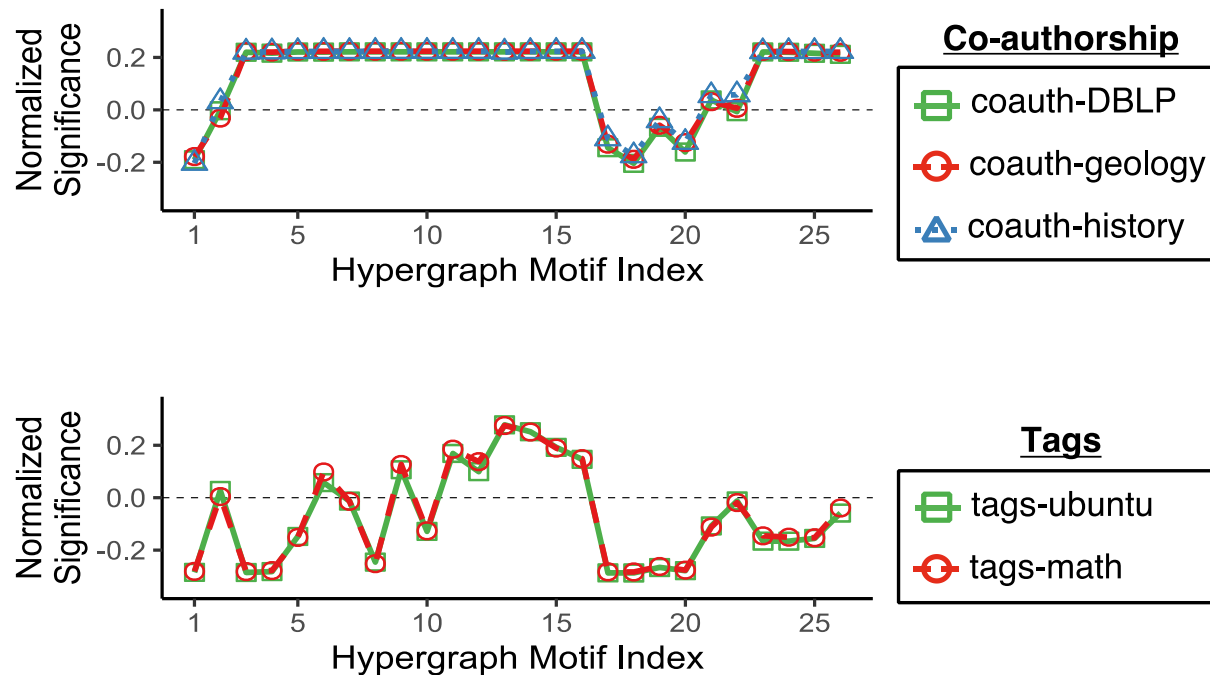 Normalized
Significance
0.2
0.0
−0.2
1 5 10 15 20 25
Hypergraph Motif Index
Co-authorship
coauth-DBLP
coauth-geology
coauth-history
Normalized
Significance
0.2
0.0
−0.2
1 5 10 15 20 25
Hypergraph Motif Index
Tags
tags-ubuntu
tags-math